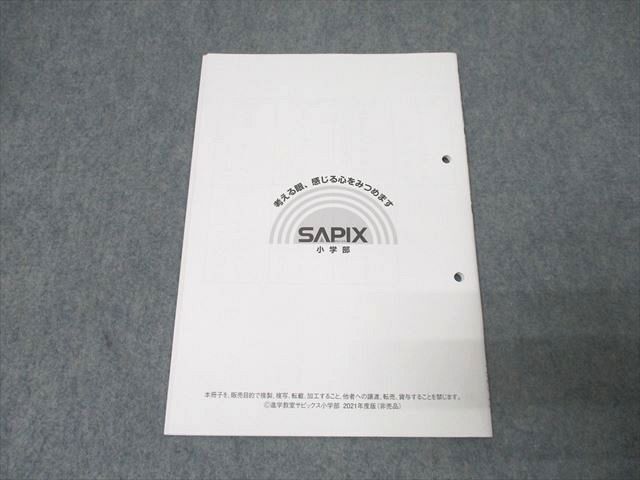 考える眼、感じる心をみつめます
SAPIX
小学部
本冊子を、販売目的で複製、複写、転載、加工すること、他者への譲渡、転売、貸与することを禁じます。
©進学教室サピックス小学部 2021年度版(非売品)